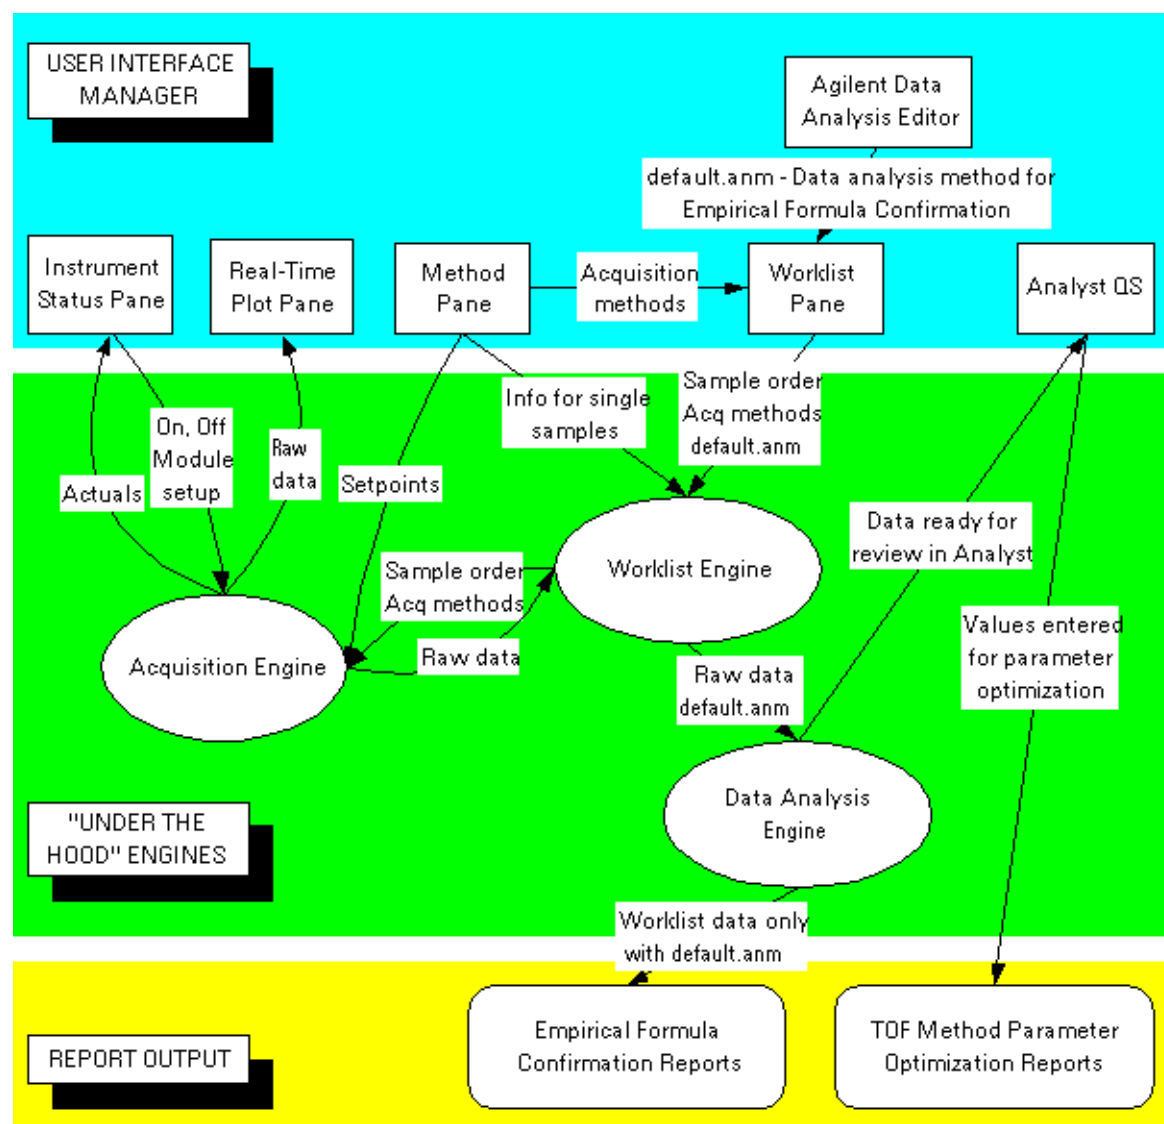 USER INTERFACE
MANAGER
Agilent Data
Analysis Editor
default.anm - Data analysis method for
Empirical Formula Confirmation
Instrument
Status Pane
Real-Time
Plot Pane
Method
Pane
Acquisition
methods
Worklist
Pane
Analyst QS
Info for single
samples
Sample order
Acq methods
default.anm
On, Off
Module
setup
Raw
data
Actuals
Setpoints
Data ready for
review in Analyst
Sample order
Acq methods
Worklist Engine
Raw data
Acquisition Engine
Values entered
for parameter
optimization
Raw data
default.anm
Data Analysis
Engine
"UNDER THE
HOOD" ENGINES
Worklist data only
with default.anm
REPORT OUTPUT
Empirical Formula
Confirmation Reports
TOF Method Parameter
Optimization Reports